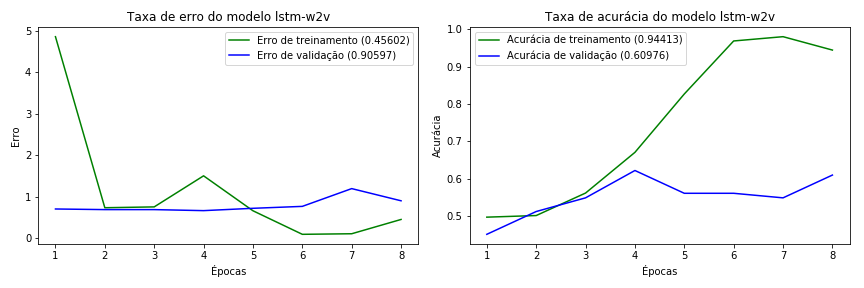 Taxa de erro do modelo lstm-w2v
Erro de treinamento (0.45602)
Erro de validação (0.90597)
5
4
3
2
1
0
Erro
1 2 3 4 5 6 7 8
Épocas
Taxa de acurácia do modelo lstm-w2v
Acurácia de treinamento (0.94413)
Acurácia de validação (0.60976)
1.0
0.9
0.8
0.7
0.6
0.5
Acurácia
1 2 3 4 5 6 7 8
Épocas